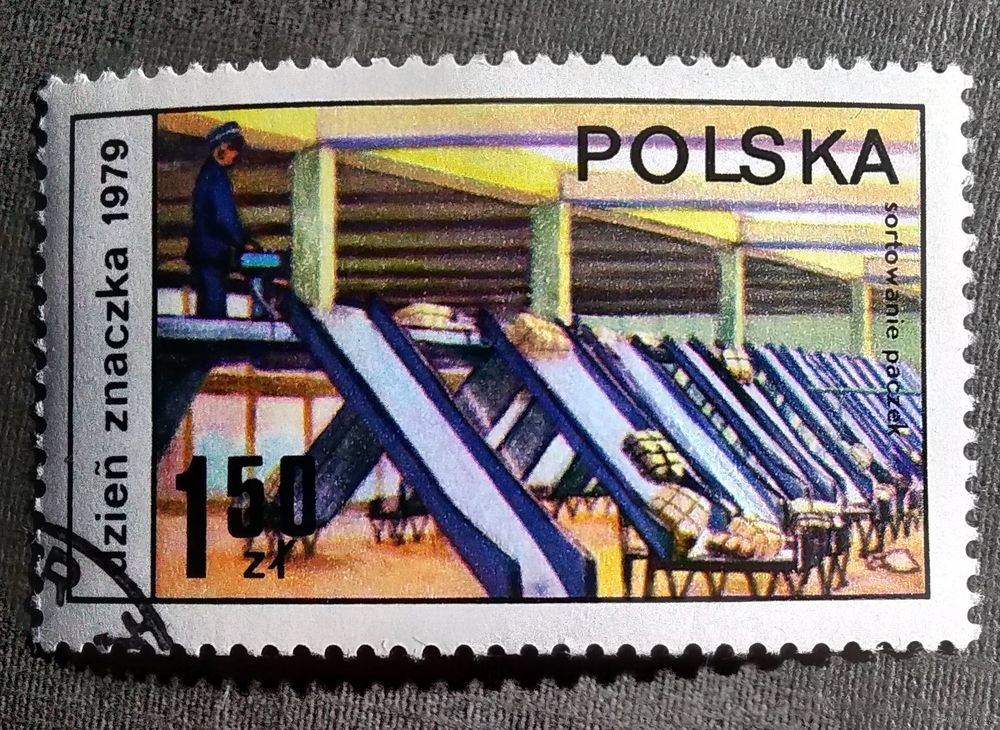 POLSKA
sortowanie paczek
dzień znaczka 1979
1 50
zł